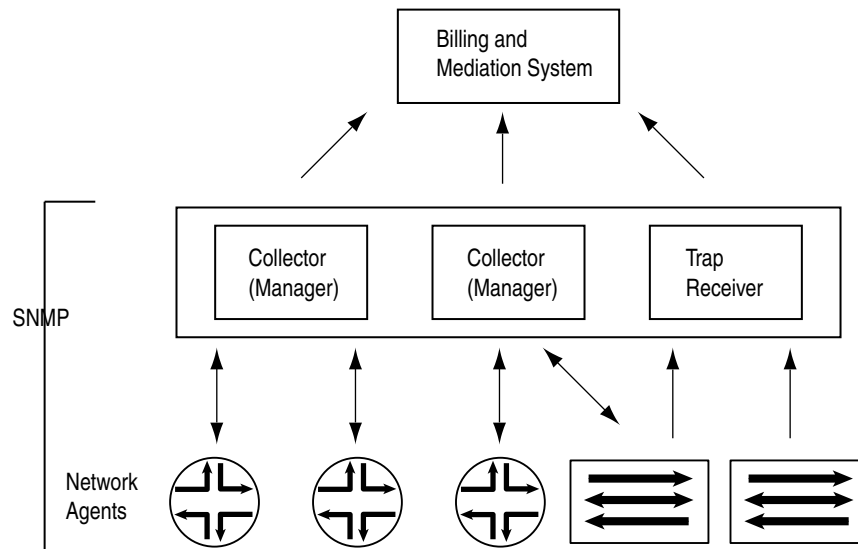 Billing and
Mediation System
Collector
(Manager)
Collector
(Manager)
Trap
Receiver
SNMP
Network
Agents